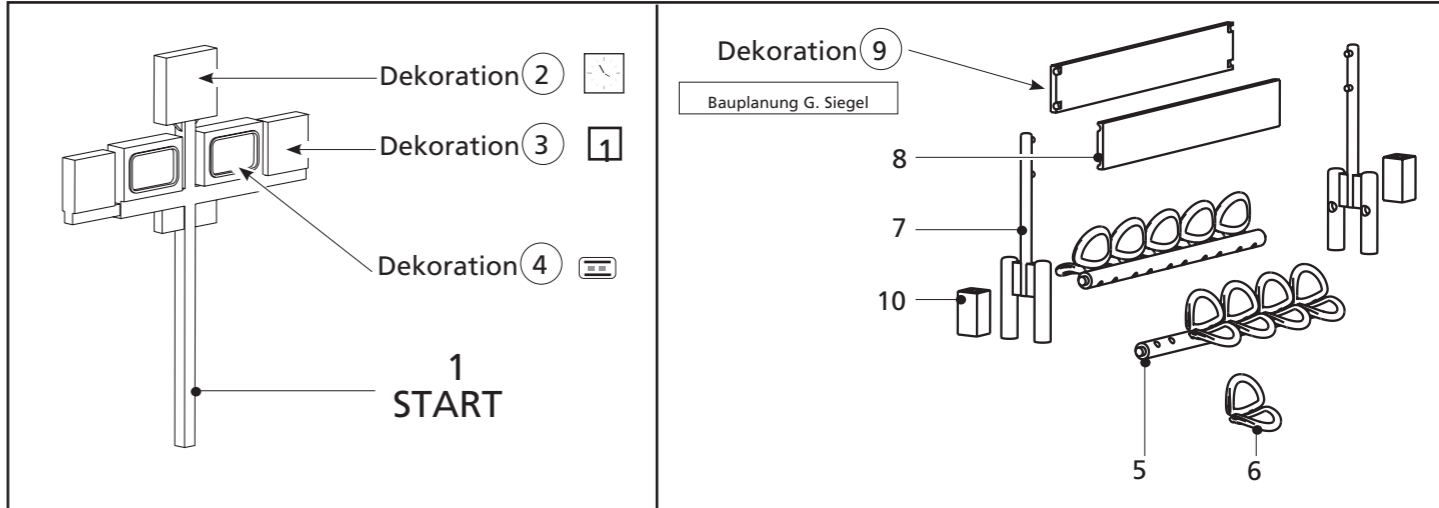 Dekoration 2
Dekoration 3 1
Dekoration 4
1
START
Dekoration 9
Bauplanung G. Siegel
8
7
10
5
6